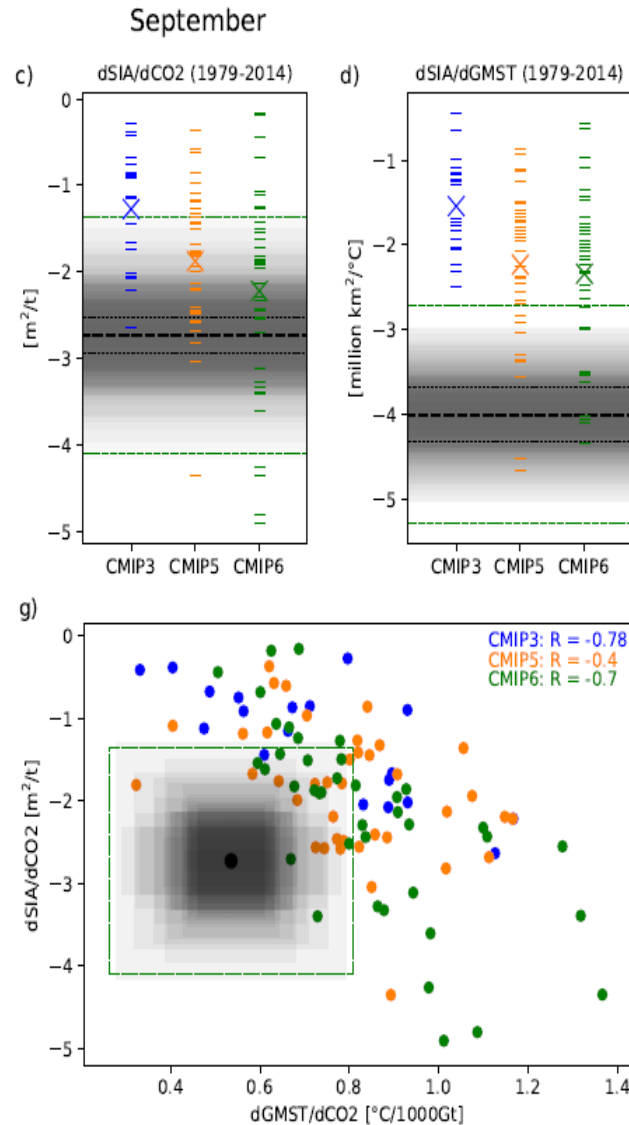 September
c) dSIA/dCO2 (1979-2014)
d) dSIA/dGMST (1979-2014)
[m²/t]
0
−1
−2
−3
−4
−5
CMIP3 CMIP5 CMIP6
[million km²/°C]
−1
−2
−3
−4
−5
CMIP3 CMIP5 CMIP6
g)
CMIP3: R = -0.78
CMIP5: R = -0.4
CMIP6: R = -0.7
dSIA/dCO2 [m²/t]
0
−1
−2
−3
−4
−5
0.4 0.6 0.8 1.0 1.2 1.4
dGMST/dCO2 [°C/1000Gt]